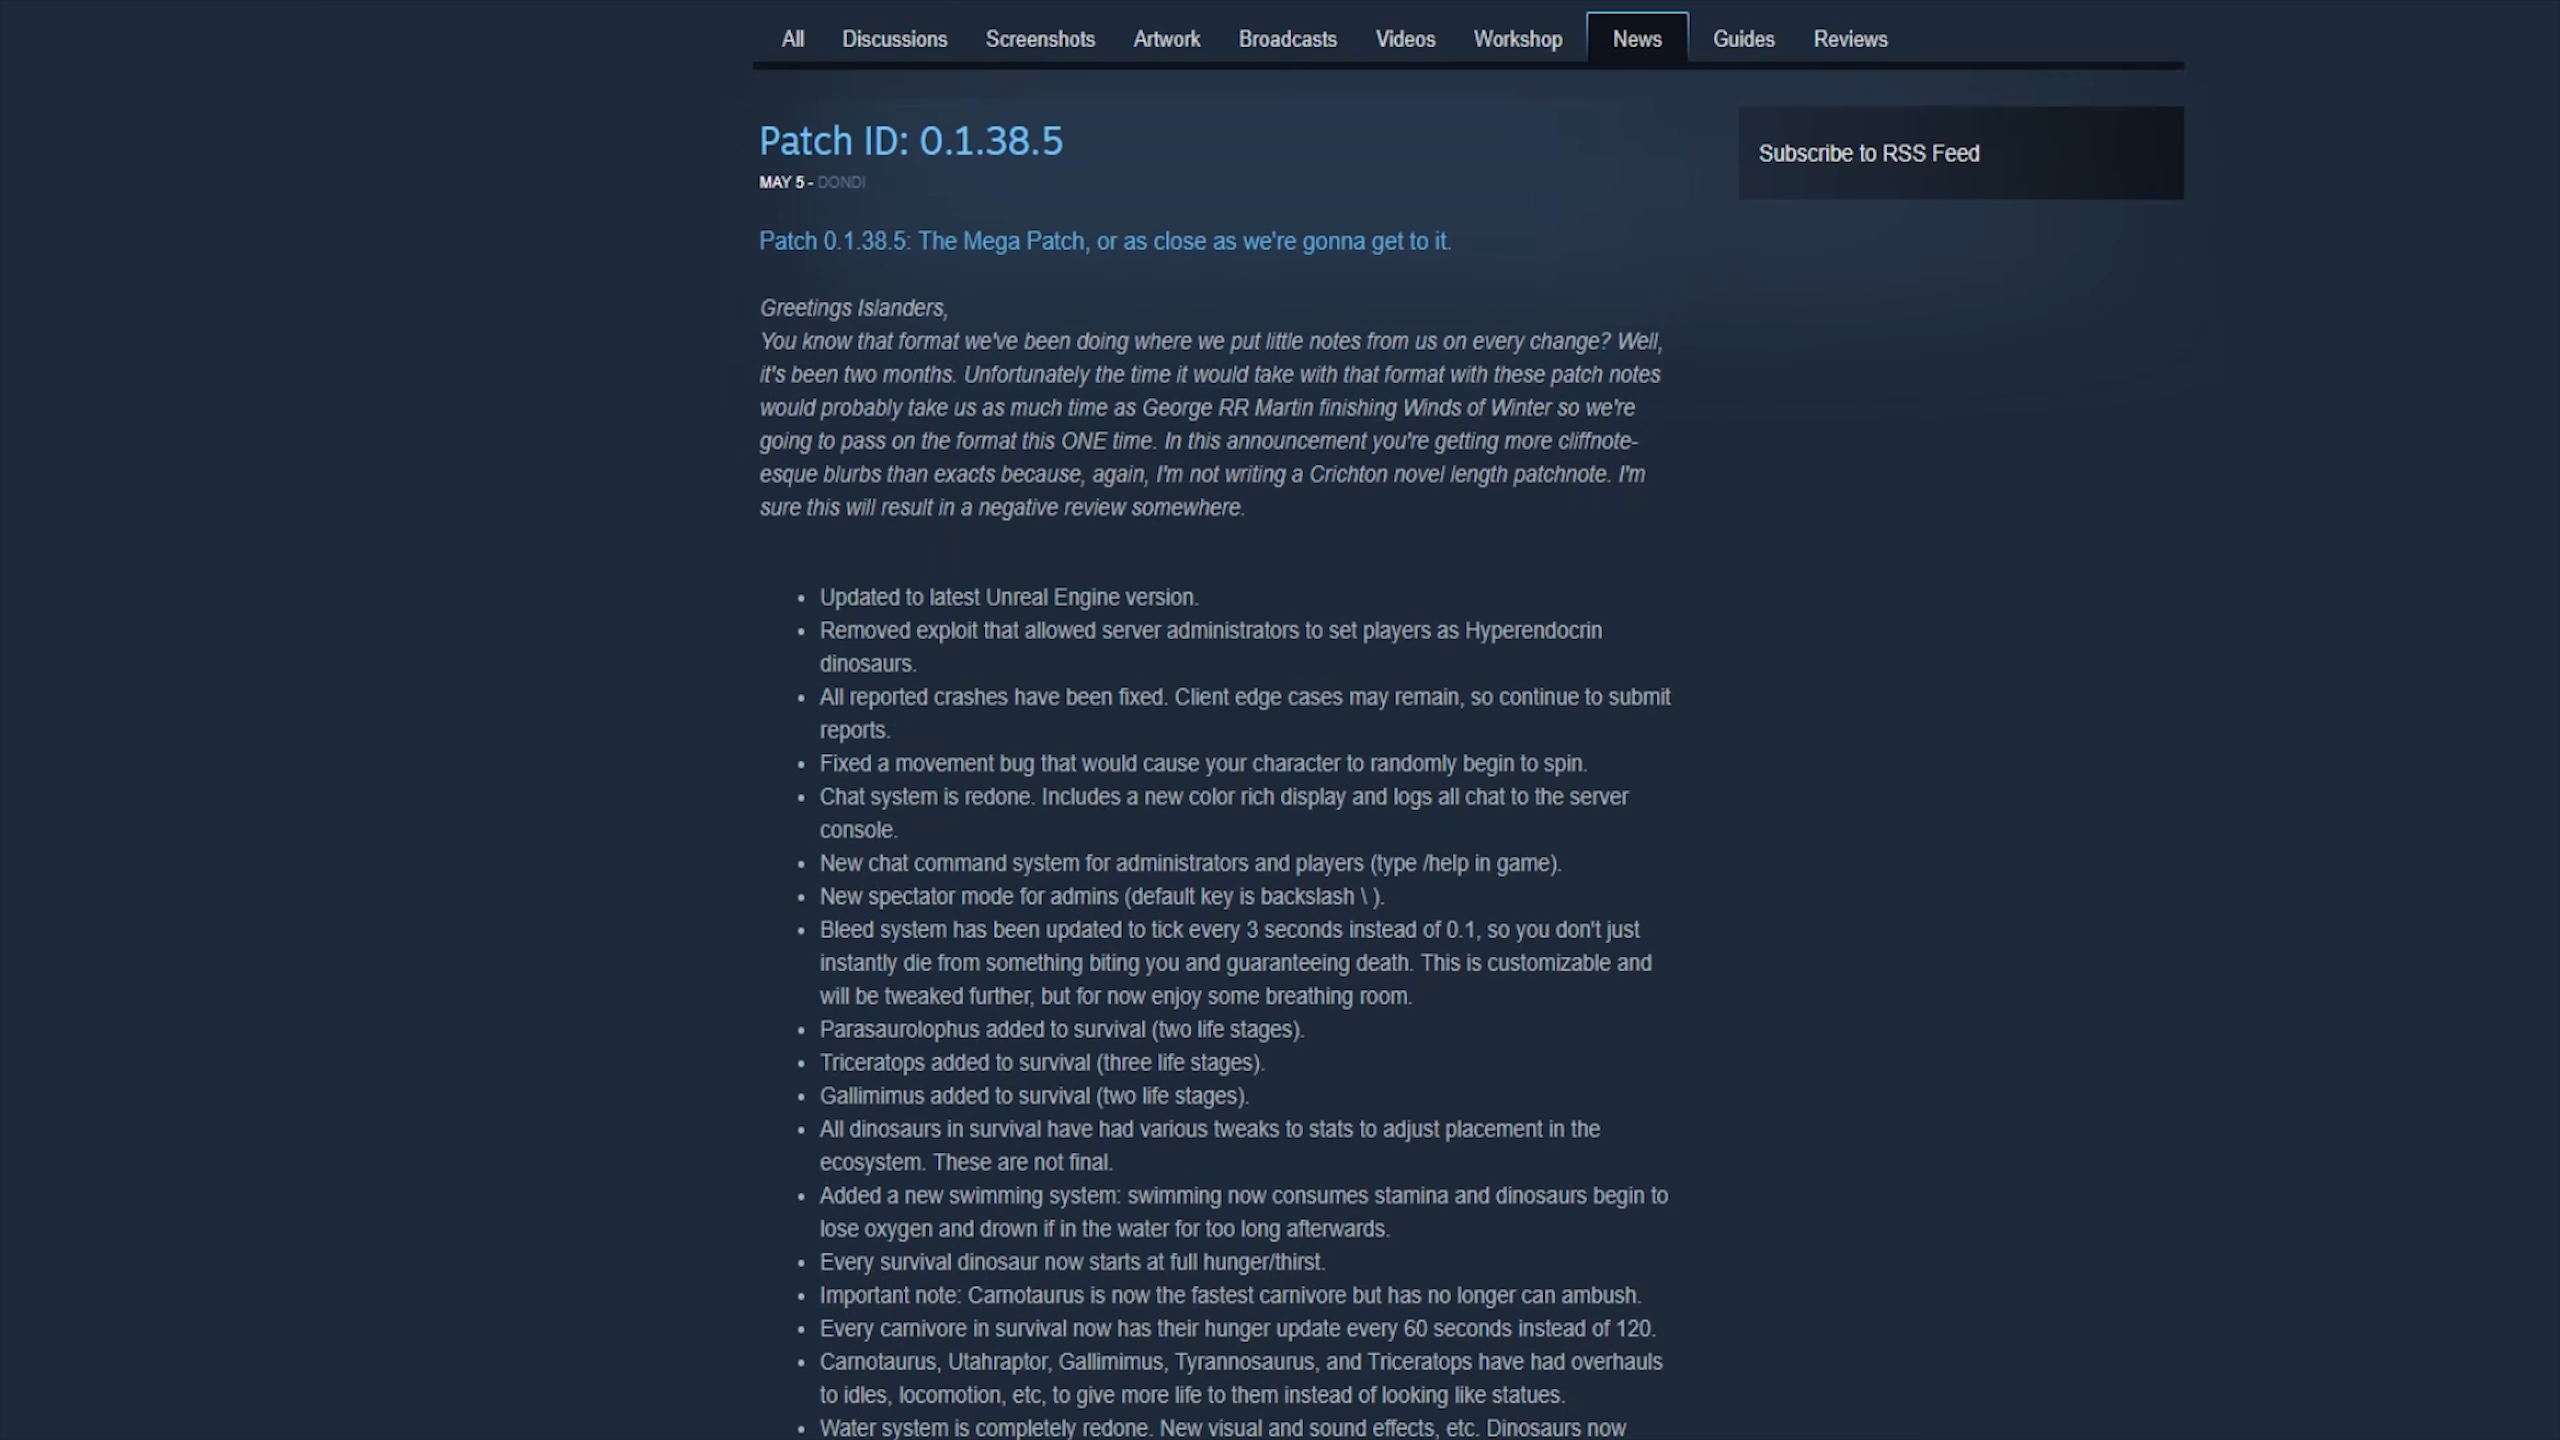 All Discussions Screenshots Artwork Broadcasts Videos Workshop News Guides Reviews
Patch ID: 0.1.38.5
MAY 5 - DONDI
Subscribe to RSS Feed
Patch 0.1.38.5: The Mega Patch, or as close as we're gonna get to it.
Greetings Islanders,
You know that format we've been doing where we put little notes from us on every change? Well,
it's been two months. Unfortunately the time it would take with that format with these patch notes
would probably take us as much time as George RR Martin finishing Winds of Winter so we're
going to pass on the format this ONE time. In this announcement you're getting more cliffnote-
esque blurbs than exacts because, again, I'm not writing a Crichton novel length patchnote. I'm
sure this will result in a negative review somewhere.
• Updated to latest Unreal Engine version.
• Removed exploit that allowed server administrators to set players as Hyperendocrin
dinosaurs.
• All reported crashes have been fixed. Client edge cases may remain, so continue to submit
reports.
• Fixed a movement bug that would cause your character to randomly begin to spin.
• Chat system is redone. Includes a new color rich display and logs all chat to the server
console.
• New chat command system for administrators and players (type /help in game).
• New spectator mode for admins (default key is backslash \ ).
• Bleed system has been updated to tick every 3 seconds instead of 0.1, so you don't just
instantly die from something biting you and guaranteeing death. This is customizable and
will be tweaked further, but for now enjoy some breathing room.
• Parasaurolophus added to survival (two life stages).
• Triceratops added to survival (three life stages).
• Gallimimus added to survival (two life stages).
• All dinosaurs in survival have had various tweaks to stats to adjust placement in the
ecosystem. These are not final.
• Added a new swimming system: swimming now consumes stamina and dinosaurs begin to
lose oxygen and drown if in the water for too long afterwards.
• Every survival dinosaur now starts at full hunger/thirst.
• Important note: Carnotaurus is now the fastest carnivore but has no longer can ambush.
• Every carnivore in survival now has their hunger update every 60 seconds instead of 120.
• Carnotaurus, Utahraptor, Gallimimus, Tyrannosaurus, and Triceratops have had overhauls
to idles, locomotion, etc, to give more life to them instead of looking like statues.
• Water system is completely redone. New visual and sound effects, etc. Dinosaurs now